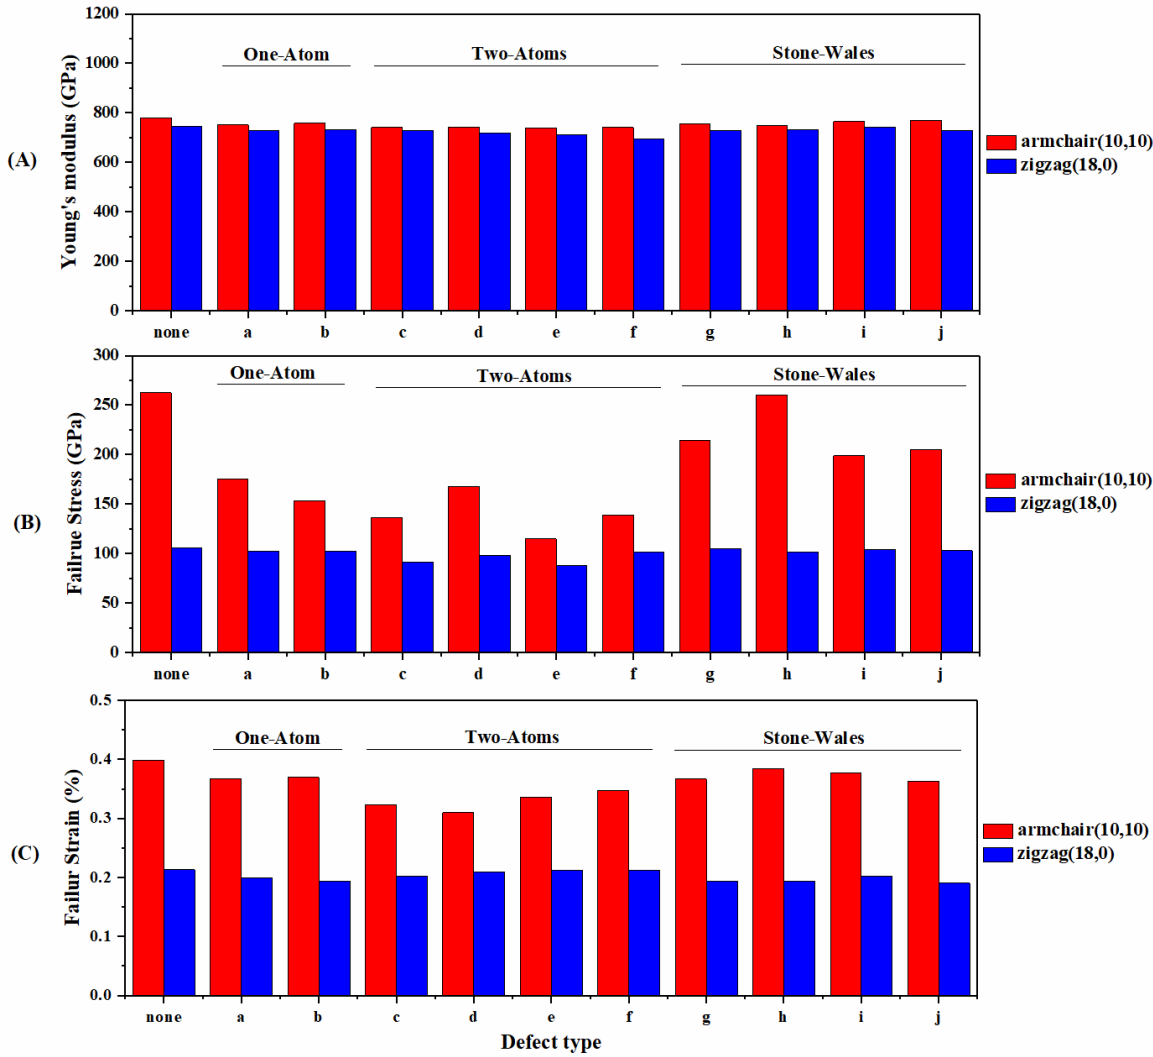 1200
1000
800
600
400
200
0
Young's modulus (GPa)
(A)
One-Atom
Two-Atoms
Stone-Wales
armchair(10,10)
zigzag(18,0)
none a b c d e f g h i j
300
250
200
150
100
50
0
Failrue Stress (GPa)
(B)
One-Atom
Two-Atoms
Stone-Wales
armchair(10,10)
zigzag(18,0)
none a b c d e f g h i j
0.5
0.4
0.3
0.2
0.1
0.0
Failur Strain (%)
(C)
One-Atom
Two-Atoms
Stone-Wales
armchair(10,10)
zigzag(18,0)
none a b c d e f g h i j
Defect type